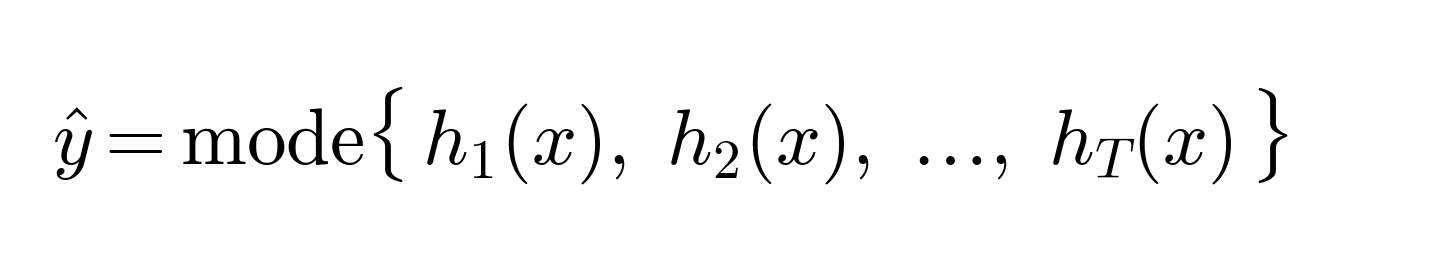 ŷ = mode{ h₁(x), h₂(x), ..., h_T(x) }